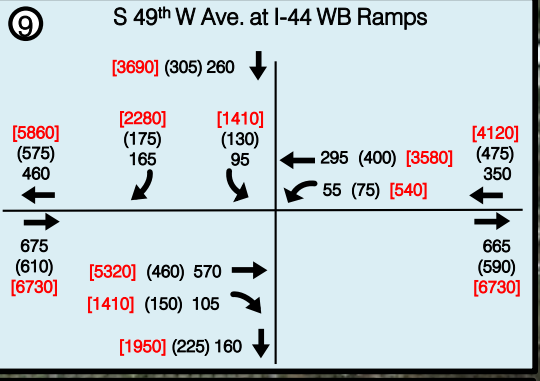 9
S 49th W Ave. at I-44 WB Ramps
[3690] (305) 260
[2280]
(175)
165
[1410]
(130)
95
[5860]
(575)
460
295 (400) [3580]
55 (75) [540]
[4120]
(475)
350
675
(610)
[6730]
[5320] (460) 570
[1410] (150) 105
[1950] (225) 160
665
(590)
[6730]